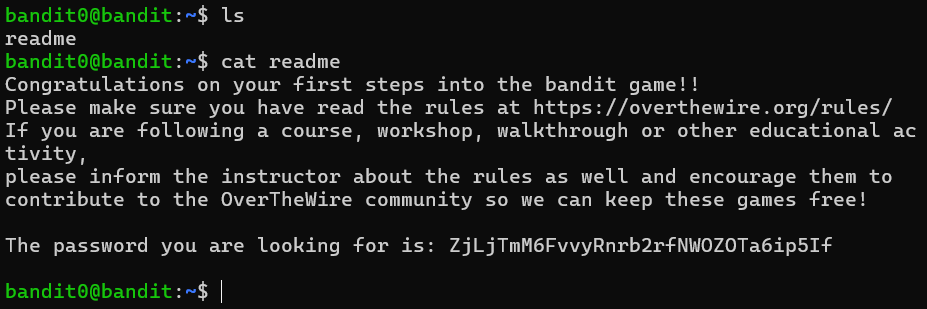 bandit0@bandit:~$ ls
readme
bandit0@bandit:~$ cat readme
Congratulations on your first steps into the bandit game!!
Please make sure you have read the rules at https://overthewire.org/rules/
If you are following a course, workshop, walkthrough or other educational ac
tivity,
please inform the instructor about the rules as well and encourage them to
contribute to the OverTheWire community so we can keep these games free!

The password you are looking for is: ZjLjTmM6FvvyRnrb2rfNWOZOTa6ip5If

bandit0@bandit:~$